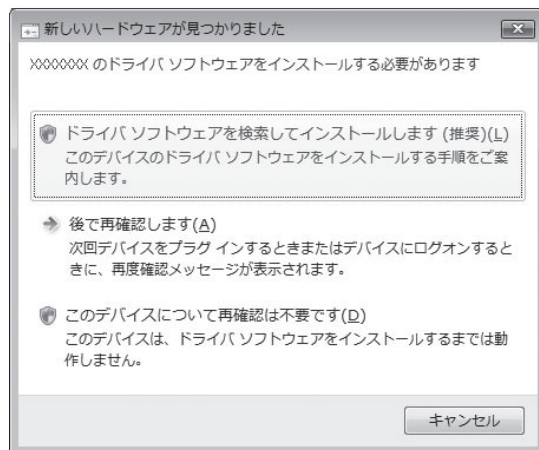 新しいハードウェアが見つかりました
XXXXXXXX のドライバ ソフトウェアをインストールする必要があります
ドライバ ソフトウェアを検索してインストールします (推奨)(L)
このデバイスのドライバ ソフトウェアをインストールする手順をご案
内します。
後で再確認します(A)
次回デバイスをプラグ インするときまたはデバイスにログオンすると
きに、再度確認メッセージが表示されます。
このデバイスについて再確認は不要です(D)
このデバイスは、ドライバ ソフトウェアをインストールするまでは動
作しません。
キャンセル